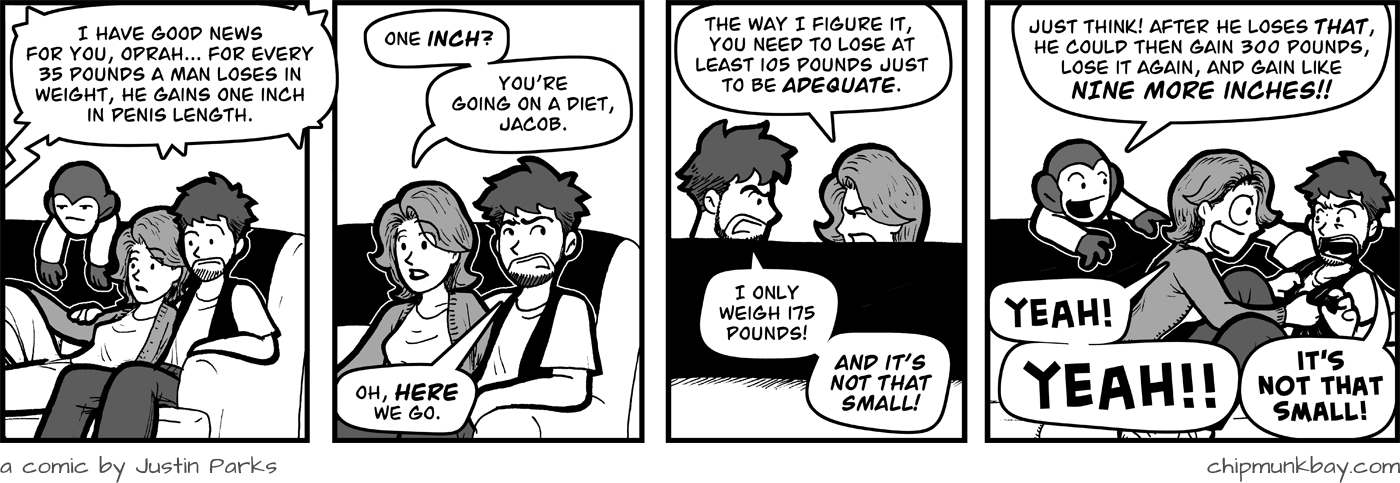 I HAVE GOOD NEWS
FOR YOU, OPRAH... FOR EVERY
35 POUNDS A MAN LOSES IN
WEIGHT, HE GAINS ONE INCH
IN PENIS LENGTH.
ONE INCH?
YOU'RE
GOING ON A DIET,
JACOB.
OH, HERE
WE GO.
THE WAY I FIGURE IT,
YOU NEED TO LOSE AT
LEAST 105 POUNDS JUST
TO BE ADEQUATE.
I ONLY
WEIGH 175
POUNDS!
AND IT'S
NOT THAT
SMALL!
JUST THINK! AFTER HE LOSES THAT,
HE COULD THEN GAIN 300 POUNDS,
LOSE IT AGAIN, AND GAIN LIKE
NINE MORE INCHES!!
YEAH!
YEAH!!
IT'S
NOT THAT
SMALL!
a comic by Justin Parks
chipmunkbay.com